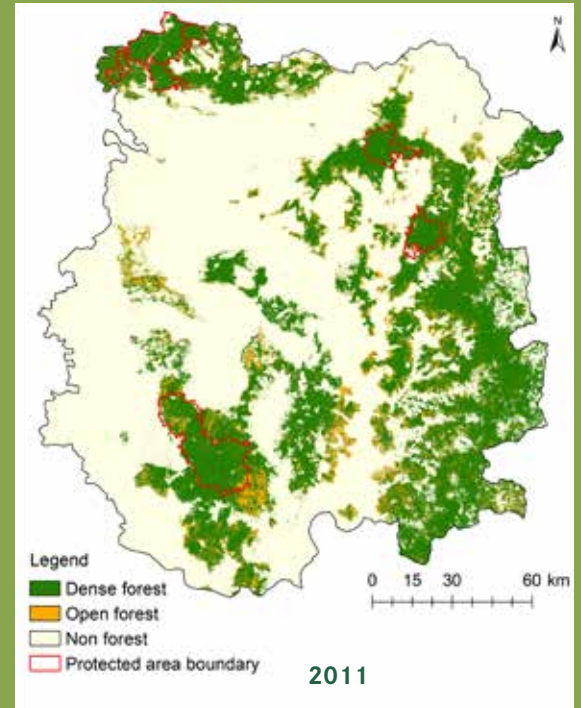 N
Legend
Dense forest
Open forest
Non forest
Protected area boundary
0 15 30 60 km
2011